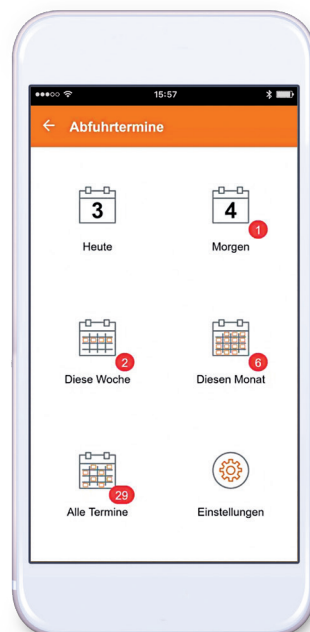 15:57
Abfuhrtermine
3
4
1
Heute
Morgen
2
6
Diese Woche
Diesen Monat
29
Alle Termine
Einstellungen